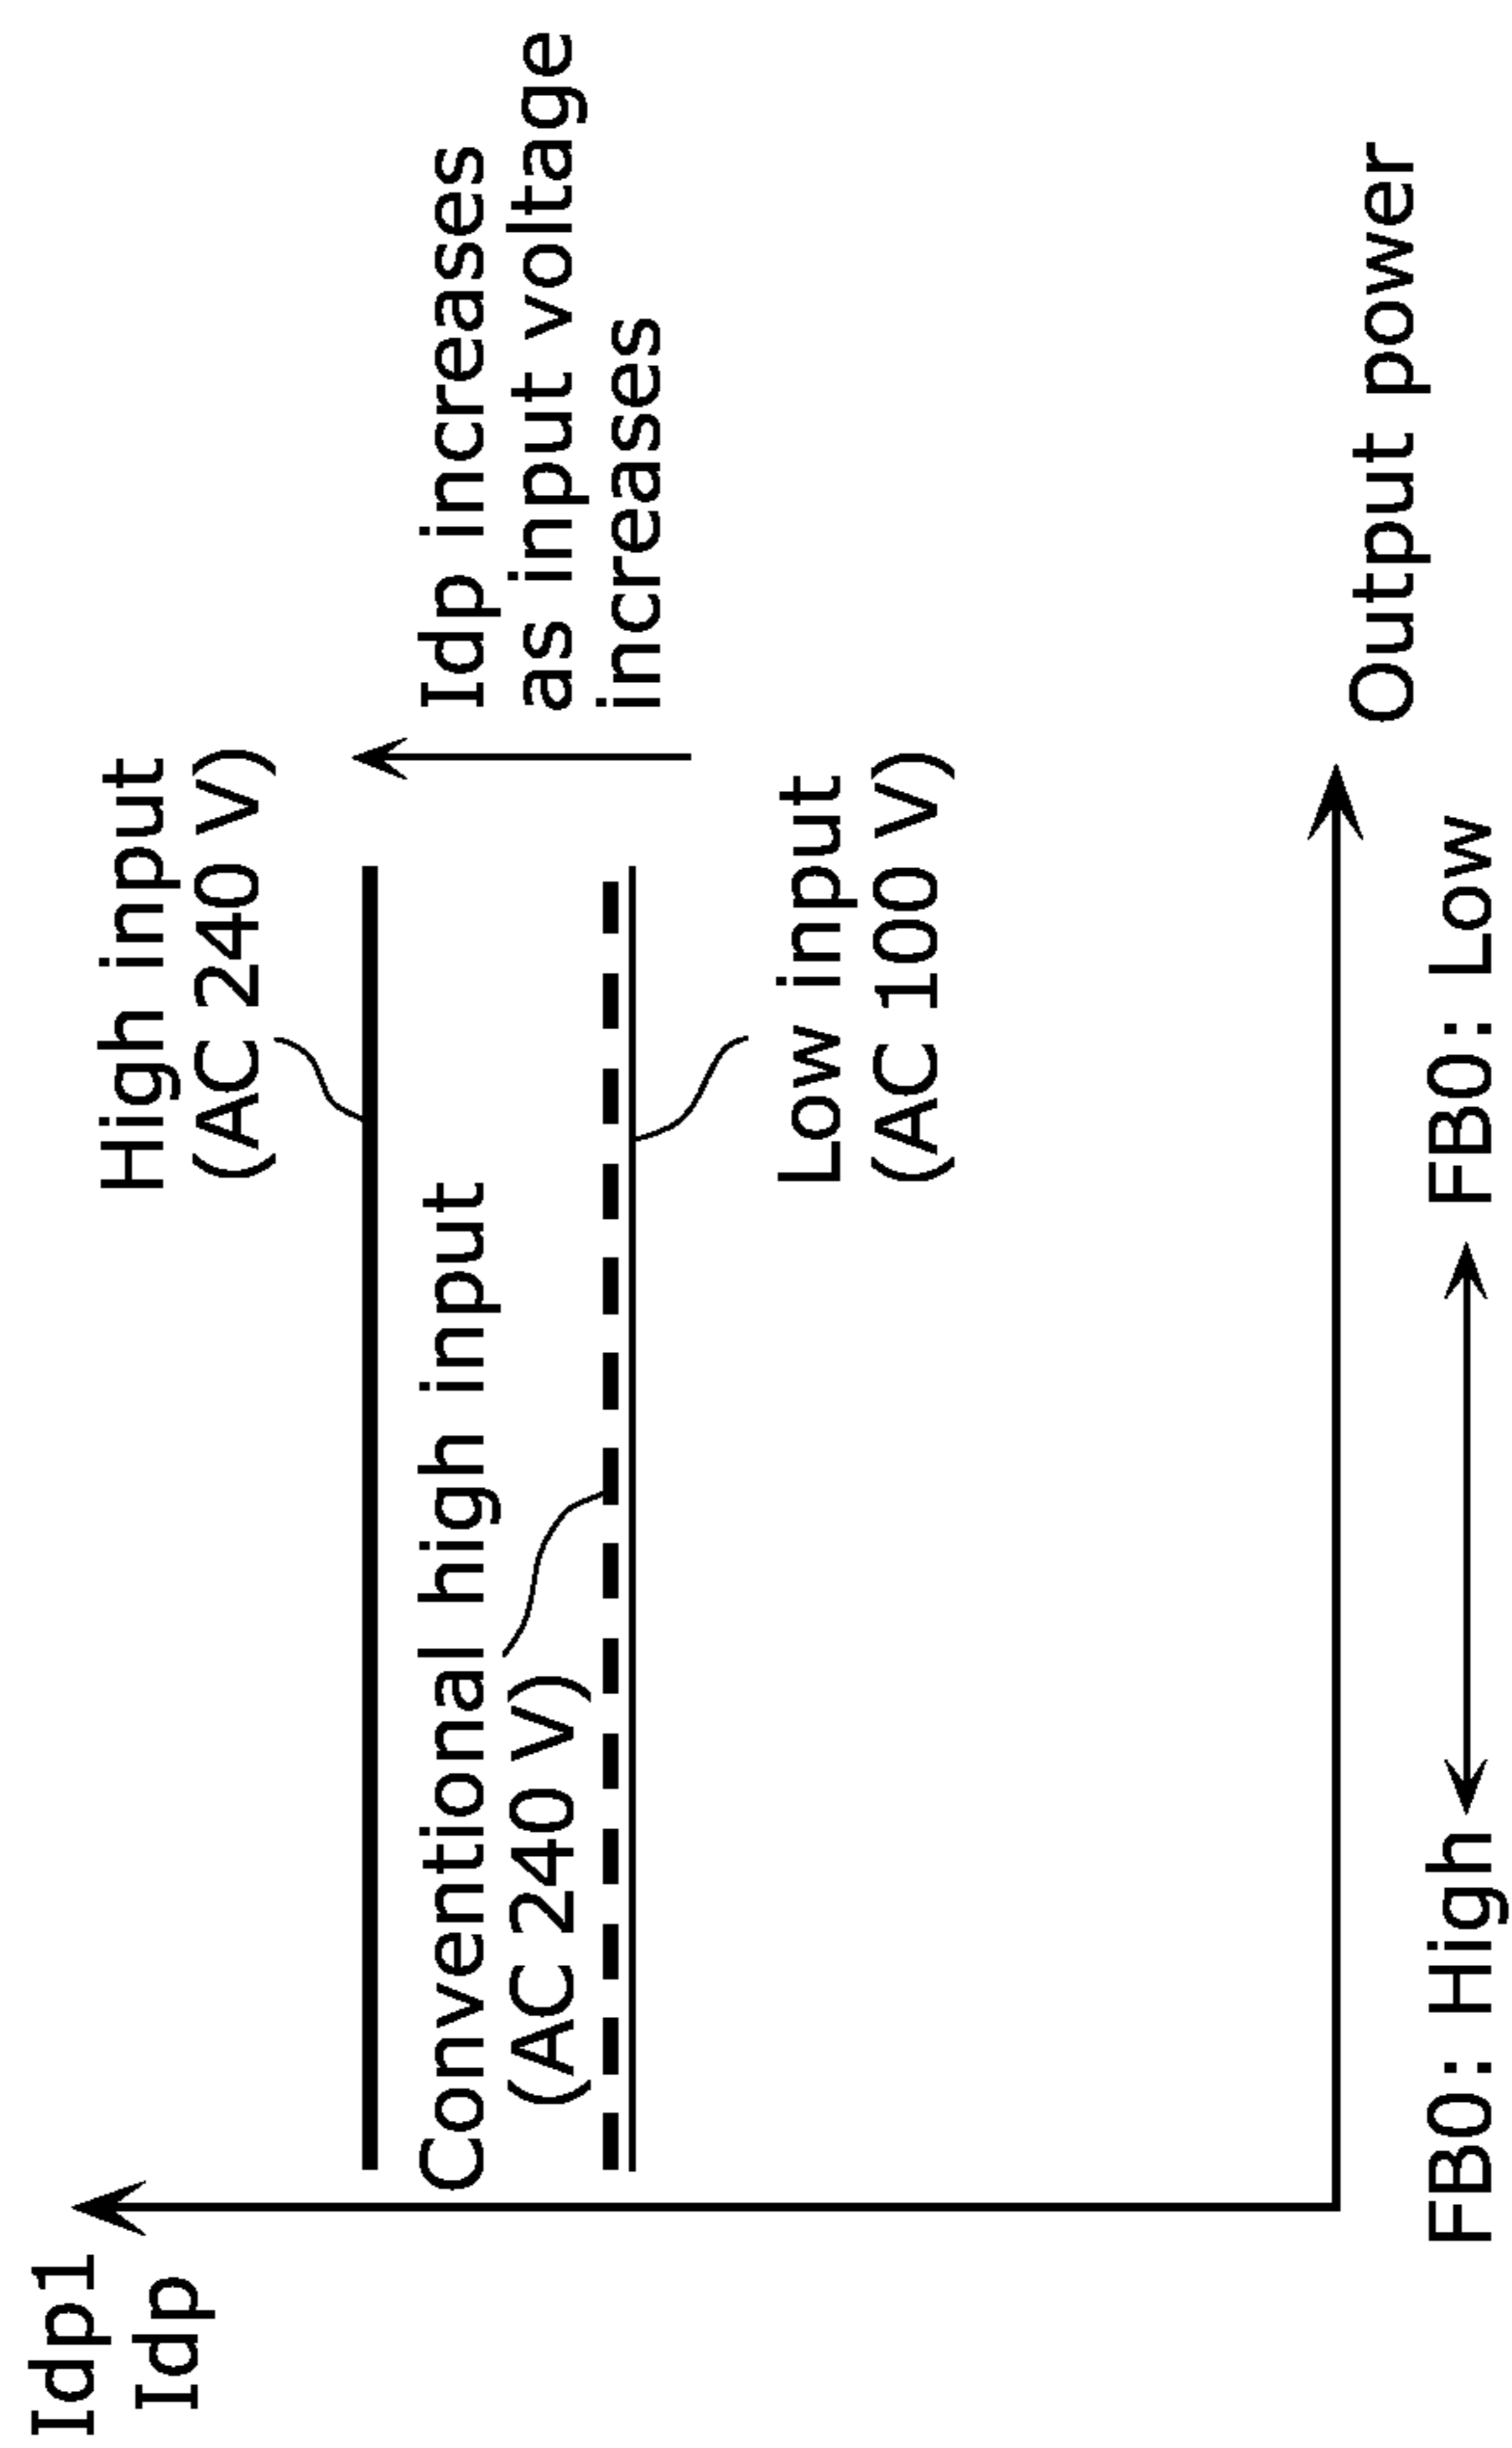 Idp1
Idp
High input
(AC 240 V)
Conventional high input
(AC 240 V)
Idp increases
as input voltage
increases
Low input
(AC 100 V)
Output power
FB0: High
FB0: Low